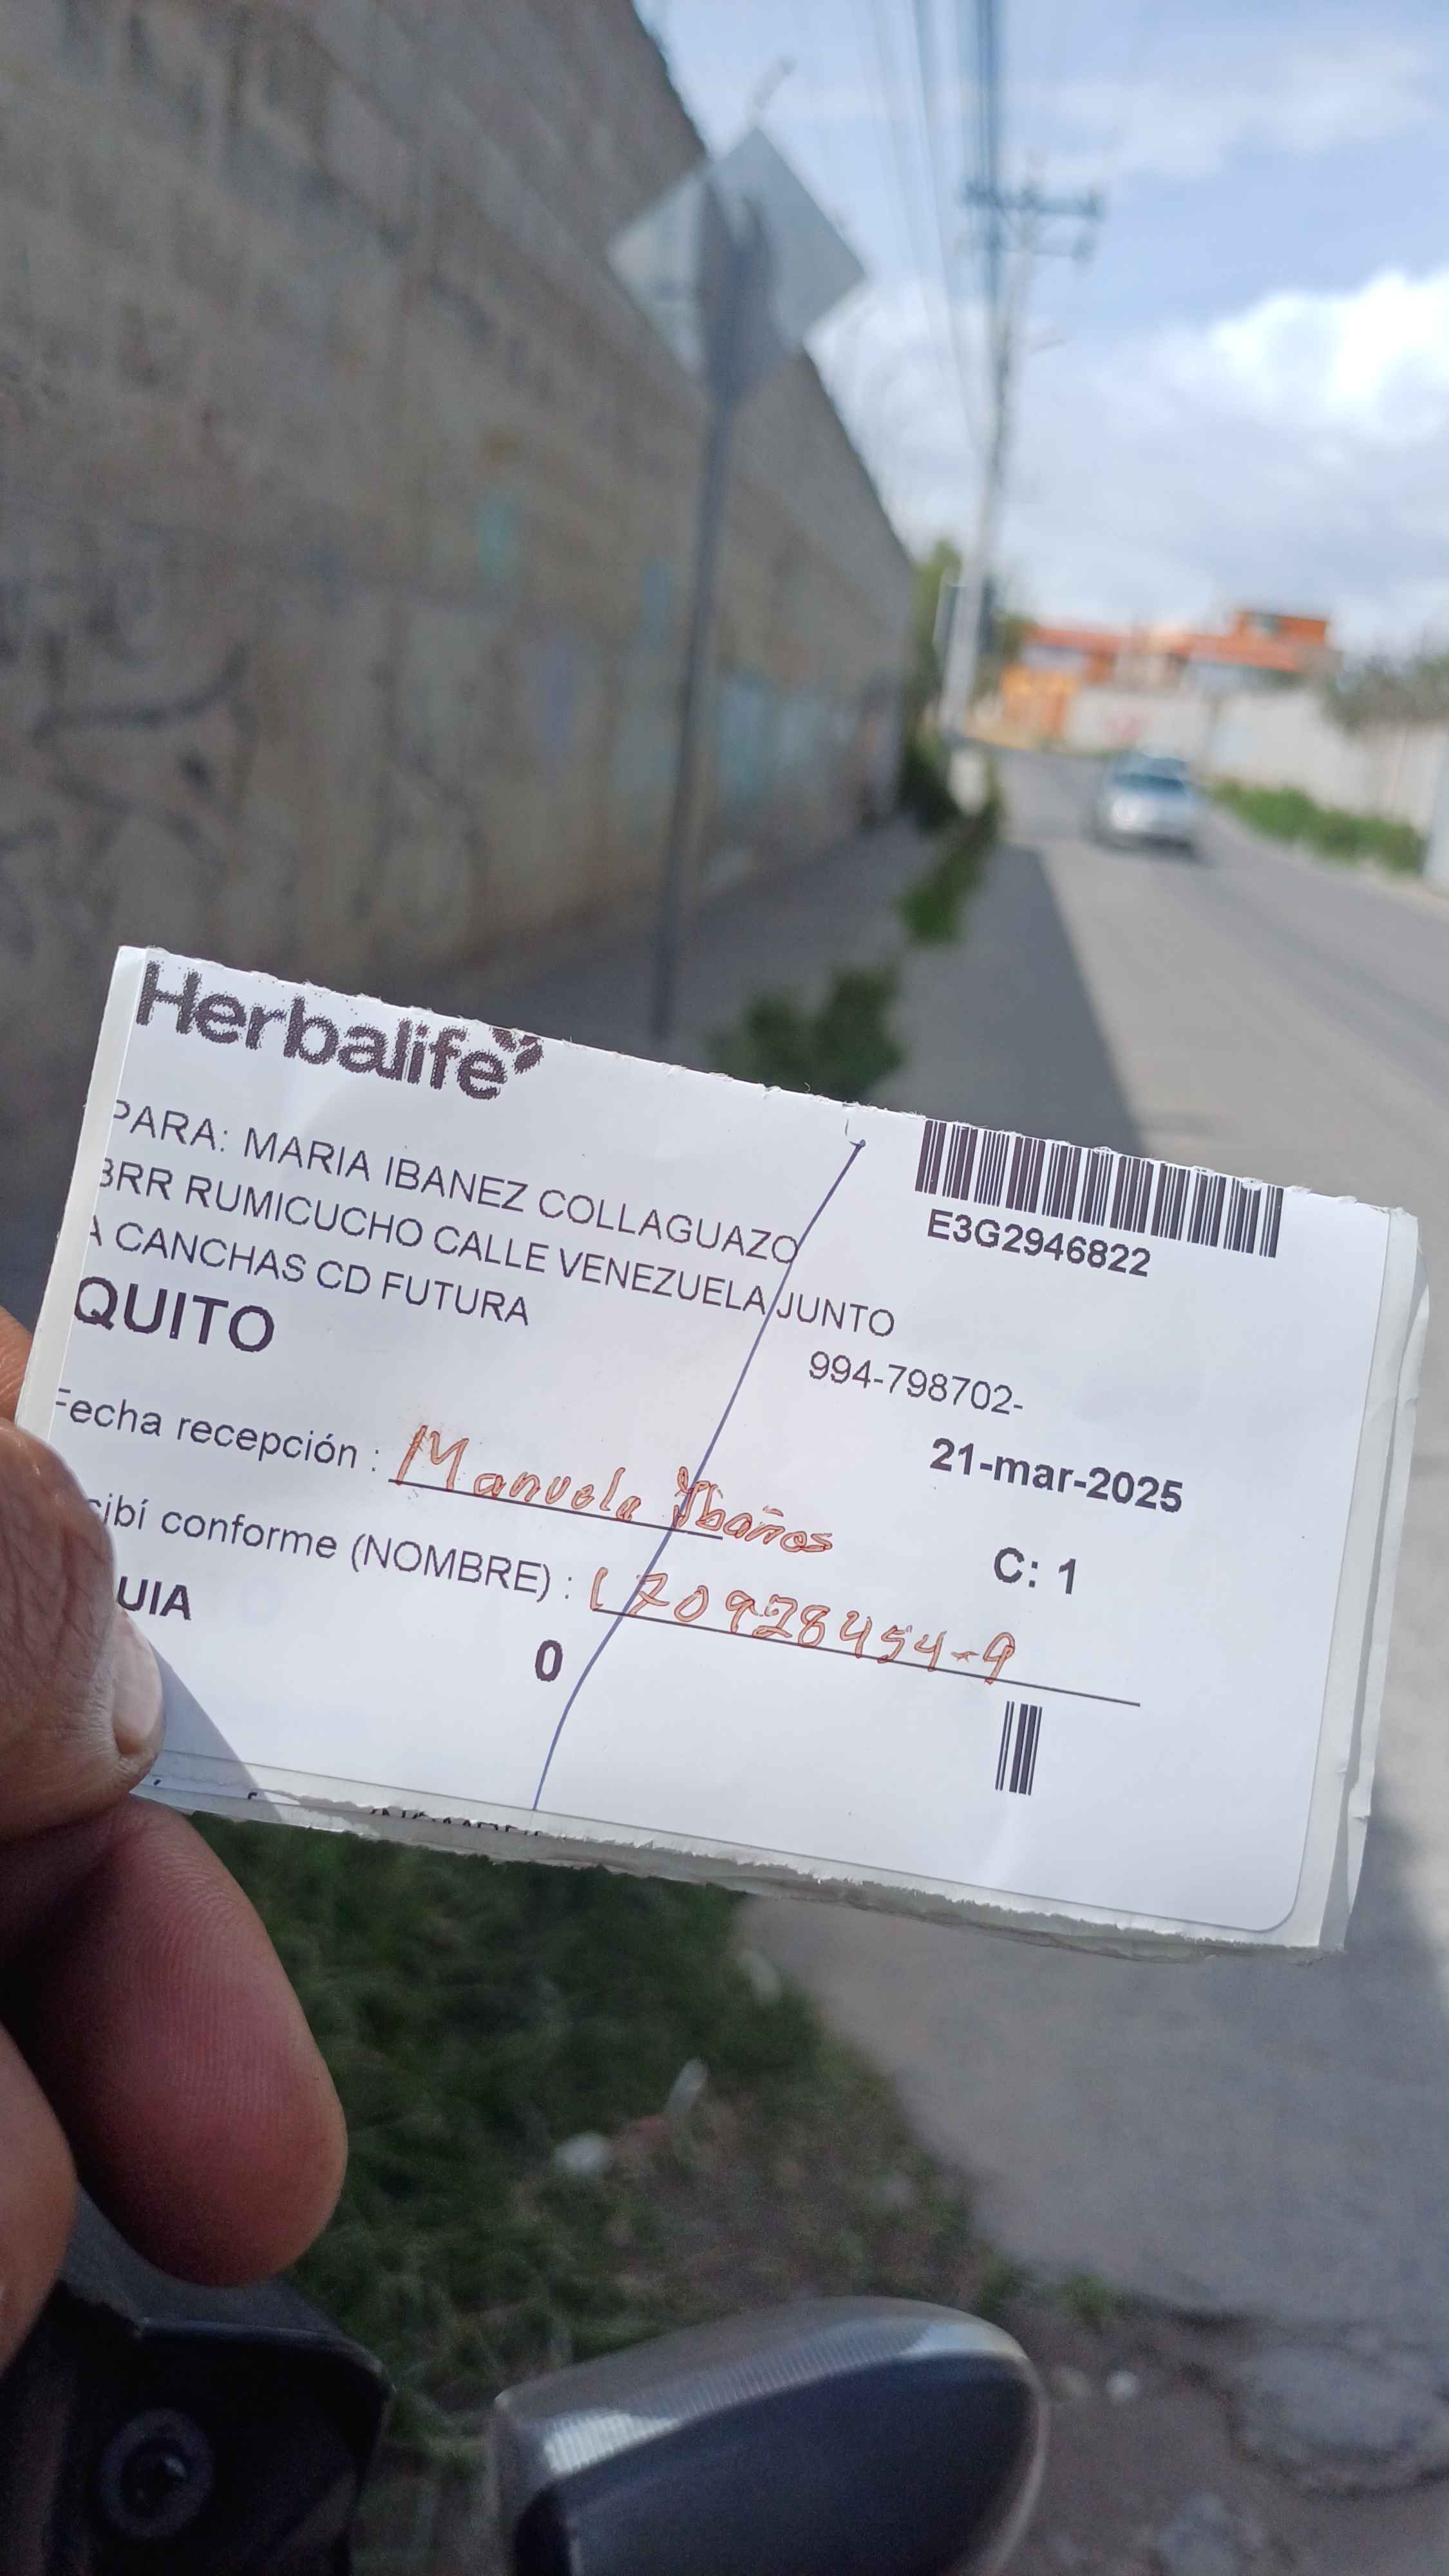 Herbalife
PARA: MARIA IBANEZ COLLAGUAZO
BRR RUMICUCHO CALLE VENEZUELA JUNTO
A CANCHAS CD FUTURA
QUITO
E3G2946822
994-798702-
21-mar-2025
Fecha recepción : Manuela Ibaños
cibí conforme (NOMBRE) : 170928454-9
C: 1
UIA
0